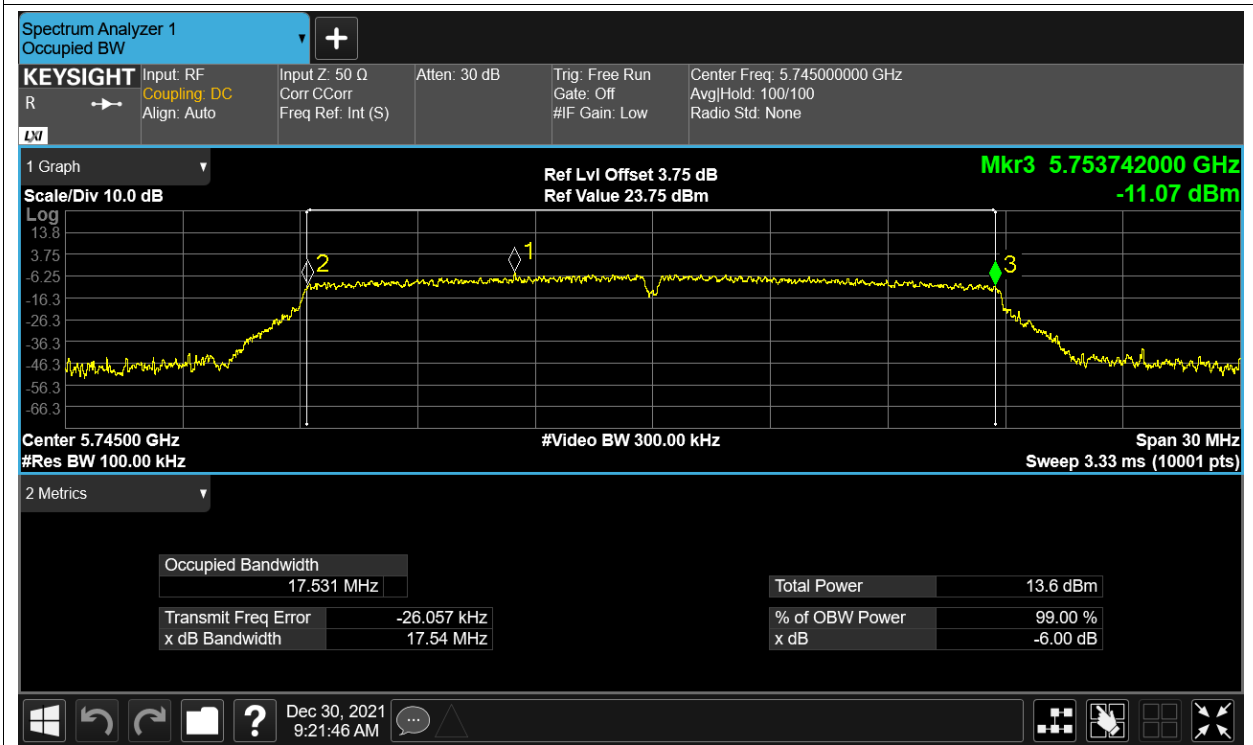 Spectrum Analyzer 1
Occupied BW
KEYSIGHT
R
LXI
Input: RF
Coupling: DC
Align: Auto
Input Z: 50 Ω
Corr CCorr
Freq Ref: Int (S)
Atten: 30 dB
Trig: Free Run
Gate: Off
#IF Gain: Low
Center Freq: 5.745000000 GHz
Avg|Hold: 100/100
Radio Std: None
1 Graph
Scale/Div 10.0 dB
Ref Lvl Offset 3.75 dB
Ref Value 23.75 dBm
Mkr3 5.753742000 GHz
-11.07 dBm
Log
13.8
3.75
-6.25
-16.3
-26.3
-36.3
-46.3
-56.3
-66.3
2
1
3
Center 5.74500 GHz
#Res BW 100.00 kHz
#Video BW 300.00 kHz
Span 30 MHz
Sweep 3.33 ms (10001 pts)
2 Metrics
Occupied Bandwidth
17.531 MHz
Transmit Freq Error -26.057 kHz
x dB Bandwidth 17.54 MHz
Total Power 13.6 dBm
% of OBW Power 99.00 %
x dB -6.00 dB
?
Dec 30, 2021
9:21:46 AM